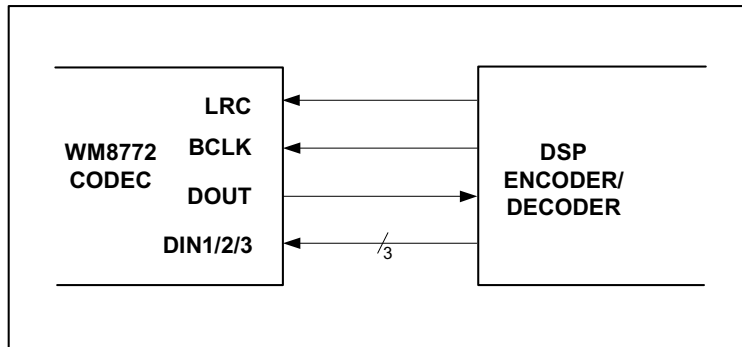 LRC
WM8772
CODEC
BCLK
DOUT
DIN1/2/3
3
DSP
ENCODER/
DECODER